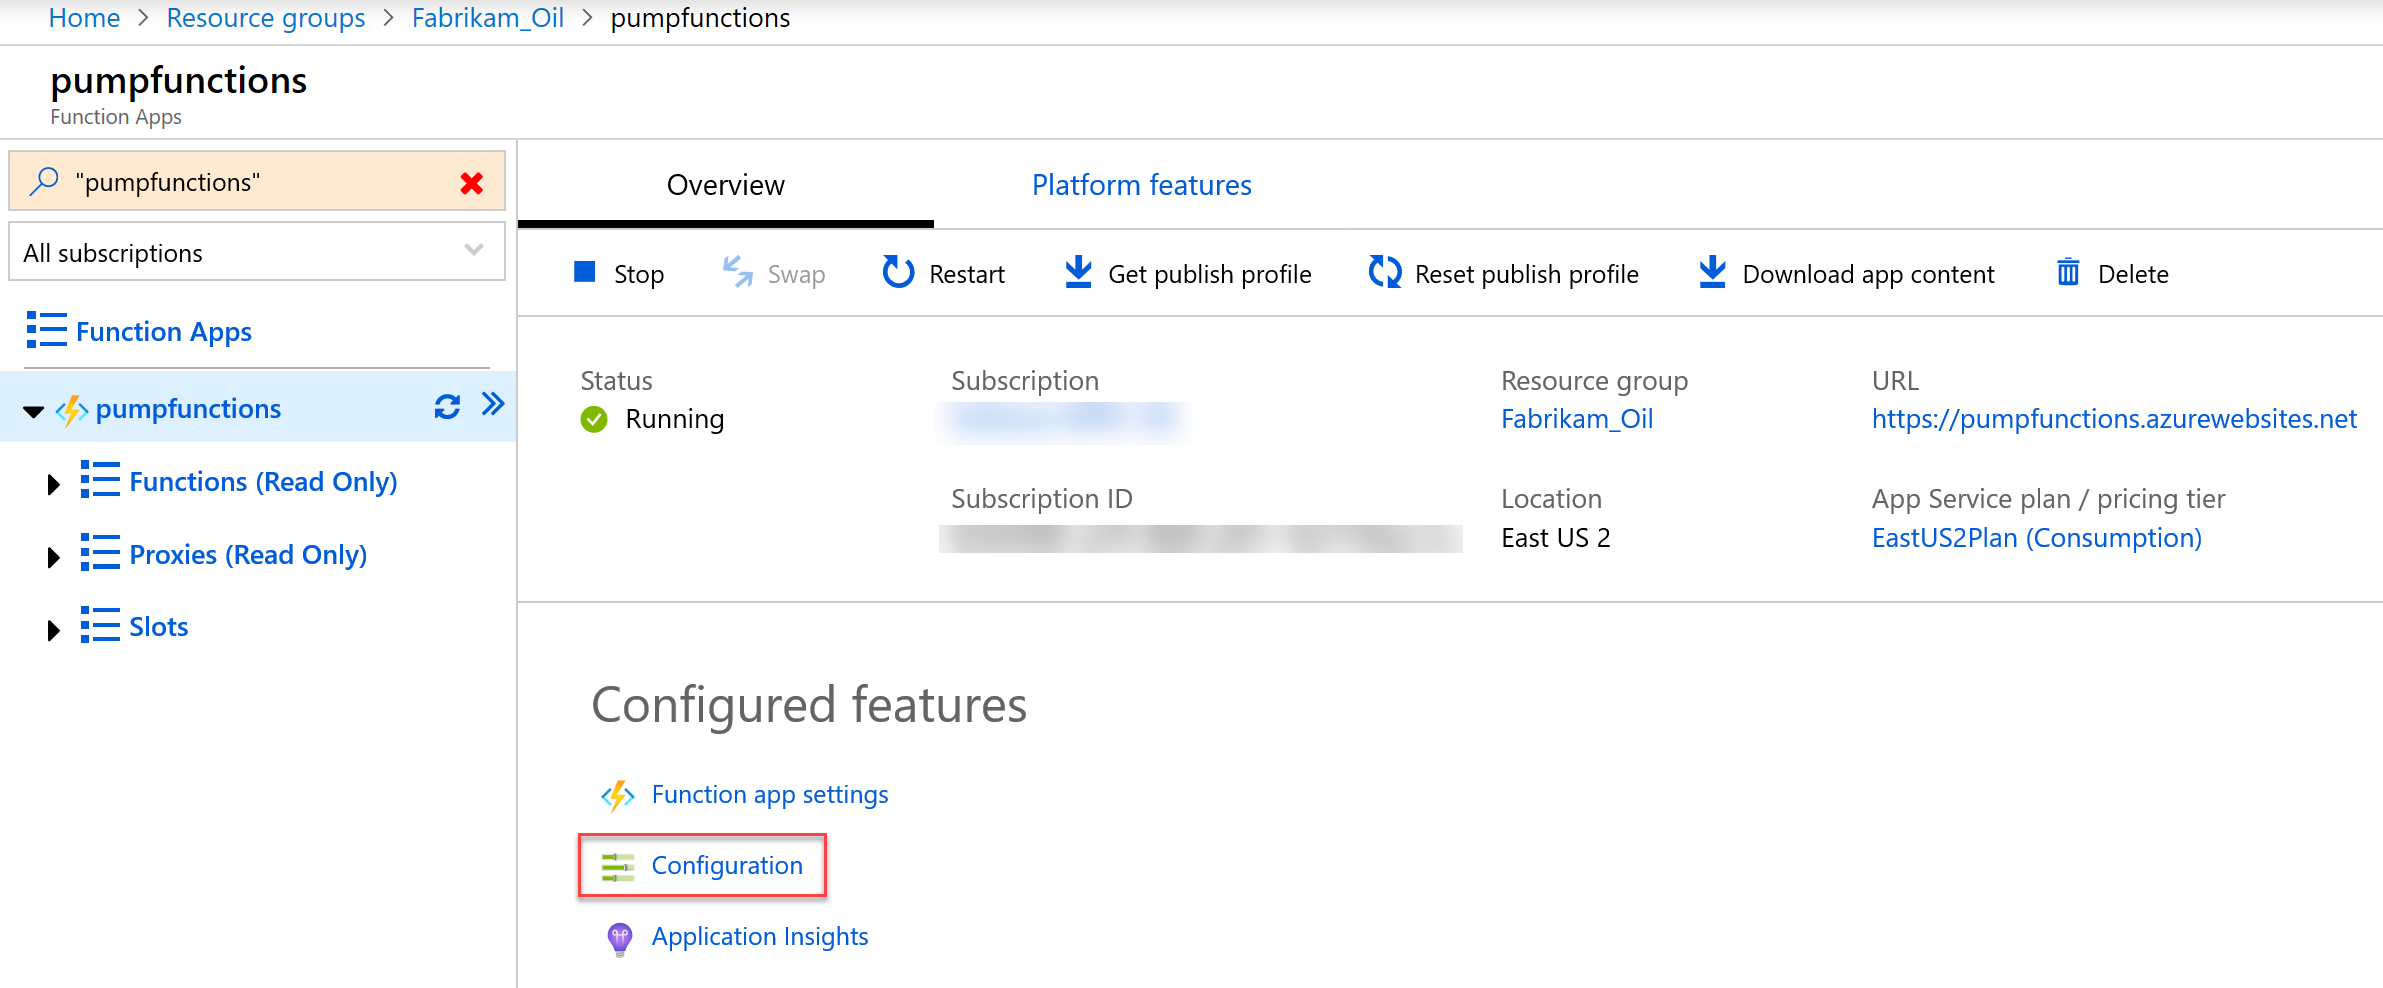 Home > Resource groups > Fabrikam_Oil > pumpfunctions
pumpfunctions
Function Apps
"pumpfunctions"
All subscriptions
Function Apps
pumpfunctions
Functions (Read Only)
Proxies (Read Only)
Slots
Overview Platform features
Stop Swap Restart Get publish profile Reset publish profile Download app content Delete
Status Subscription Resource group URL
Running Fabrikam_Oil https://pumpfunctions.azurewebsites.net
Subscription ID Location App Service plan / pricing tier
East US 2 EastUS2Plan (Consumption)
Configured features
Function app settings
Configuration
Application Insights